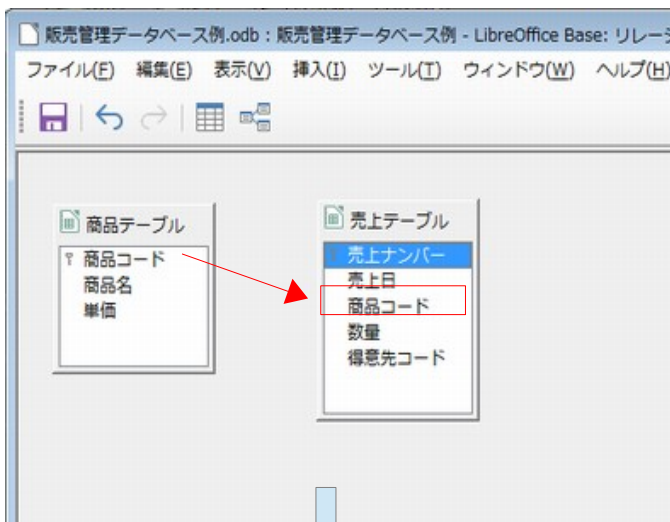 販売管理データベース例.odb : 販売管理データベース例 - LibreOffice Base: リレー
ファイル(F) 編集(E) 表示(V) 挿入(I) ツール(T) ウィンドウ(W) ヘルプ(H)
商品テーブル
商品コード
商品名
単価
売上テーブル
売上ナンバー
売上日
商品コード
数量
得意先コード